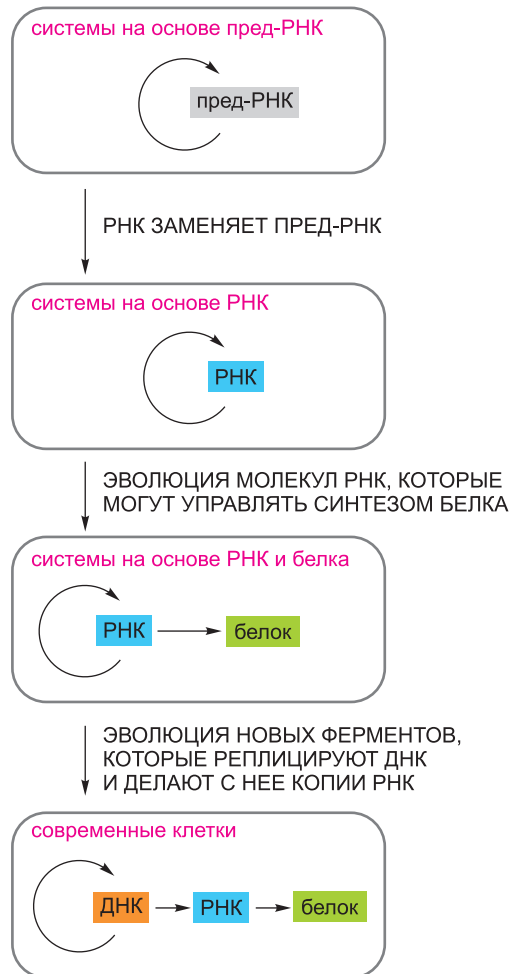 системы на основе пред-РНК
пред-РНК
РНК ЗАМЕНЯЕТ ПРЕД-РНК
системы на основе РНК
РНК
ЭВОЛЮЦИЯ МОЛЕКУЛ РНК, КОТОРЫЕ
МОГУТ УПРАВЛЯТЬ СИНТЕЗОМ БЕЛКА
системы на основе РНК и белка
РНК
белок
ЭВОЛЮЦИЯ НОВЫХ ФЕРМЕНТОВ,
КОТОРЫЕ РЕПЛИЦИРУЮТ ДНК
И ДЕЛАЮТ С НЕЕ КОПИИ РНК
современные клетки
ДНК
РНК
белок